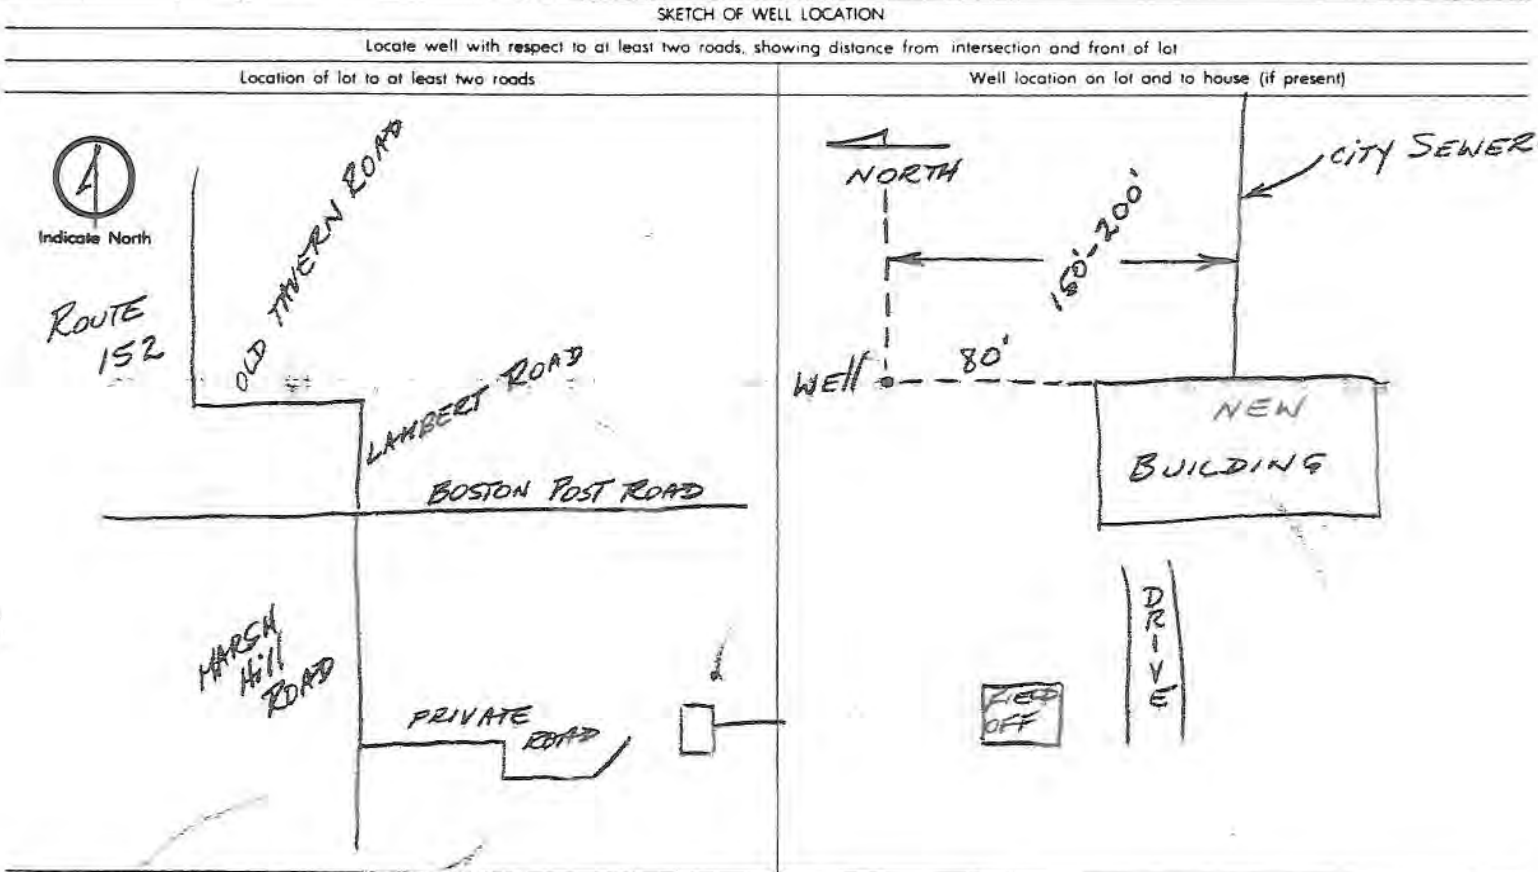 SKETCH OF WELL LOCATION
Locate well with respect to at least two roads, showing distance from intersection and front of lot
Location of lot to at least two roads
Well location on lot and to house (if present)
Indicate North
ROUTE
152
OLD TAVERN ROAD
LAMBERT ROAD
BOSTON POST ROAD
MARSH
Hill
ROAD
PRIVATE
ROAD
NORTH
CITY SEWER
150'-200'
WEll
80'
NEW
BUILDING
DRIVE
FIELD
OFF